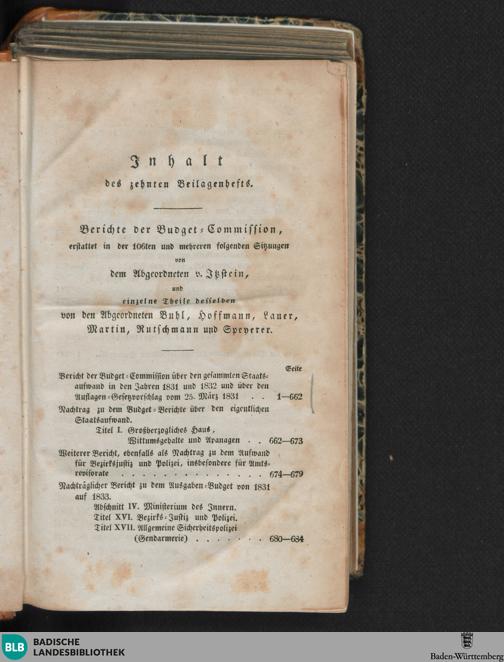 Inhalt
des zehnten Beilagenhefts.
Berichte der Budget-Commission,
erstattet in der 106ten und mehreren folgenden Sitzungen
von
dem Abgeordneten v. Itzstein,
und
einzelne Theile desselben
von den Abgeordneten Buhl, Hoffmann, Lauer,
Martin, Rutschmann und Speyerer.
Seite
Bericht der Budget-Commission über den gesammten Staats-
aufwand in den Jahren 1831 und 1832 und über den
Auflagen-Gesetzvorschlag vom 25. März 1831 . . 1—662
Nachtrag zu dem Budget-Berichte über den eigentlichen
Staatsaufwand.
Titel I. Großherzogliches Haus,
Wittumsgehalte und Apanagen . . 662—673
Weiterer Bericht, ebenfalls als Nachtrag zu dem Aufwand
für Bezirksjustiz und Polizei, insbesondere für Amts-
revisorate . . . . . . . . . . . . . 674—679
Nachträglicher Bericht zu dem Ausgaben-Budget von 1831
auf 1833.
Abschnitt IV. Ministerium des Innern.
Titel XVI. Bezirks-Justiz und Polizei.
Titel XVII. Allgemeine Sicherheitspolizei
(Gendarmerie) . . . . . . . 680—684
BLB BADISCHE
LANDESBIBLIOTHEK
Baden-Württemberg